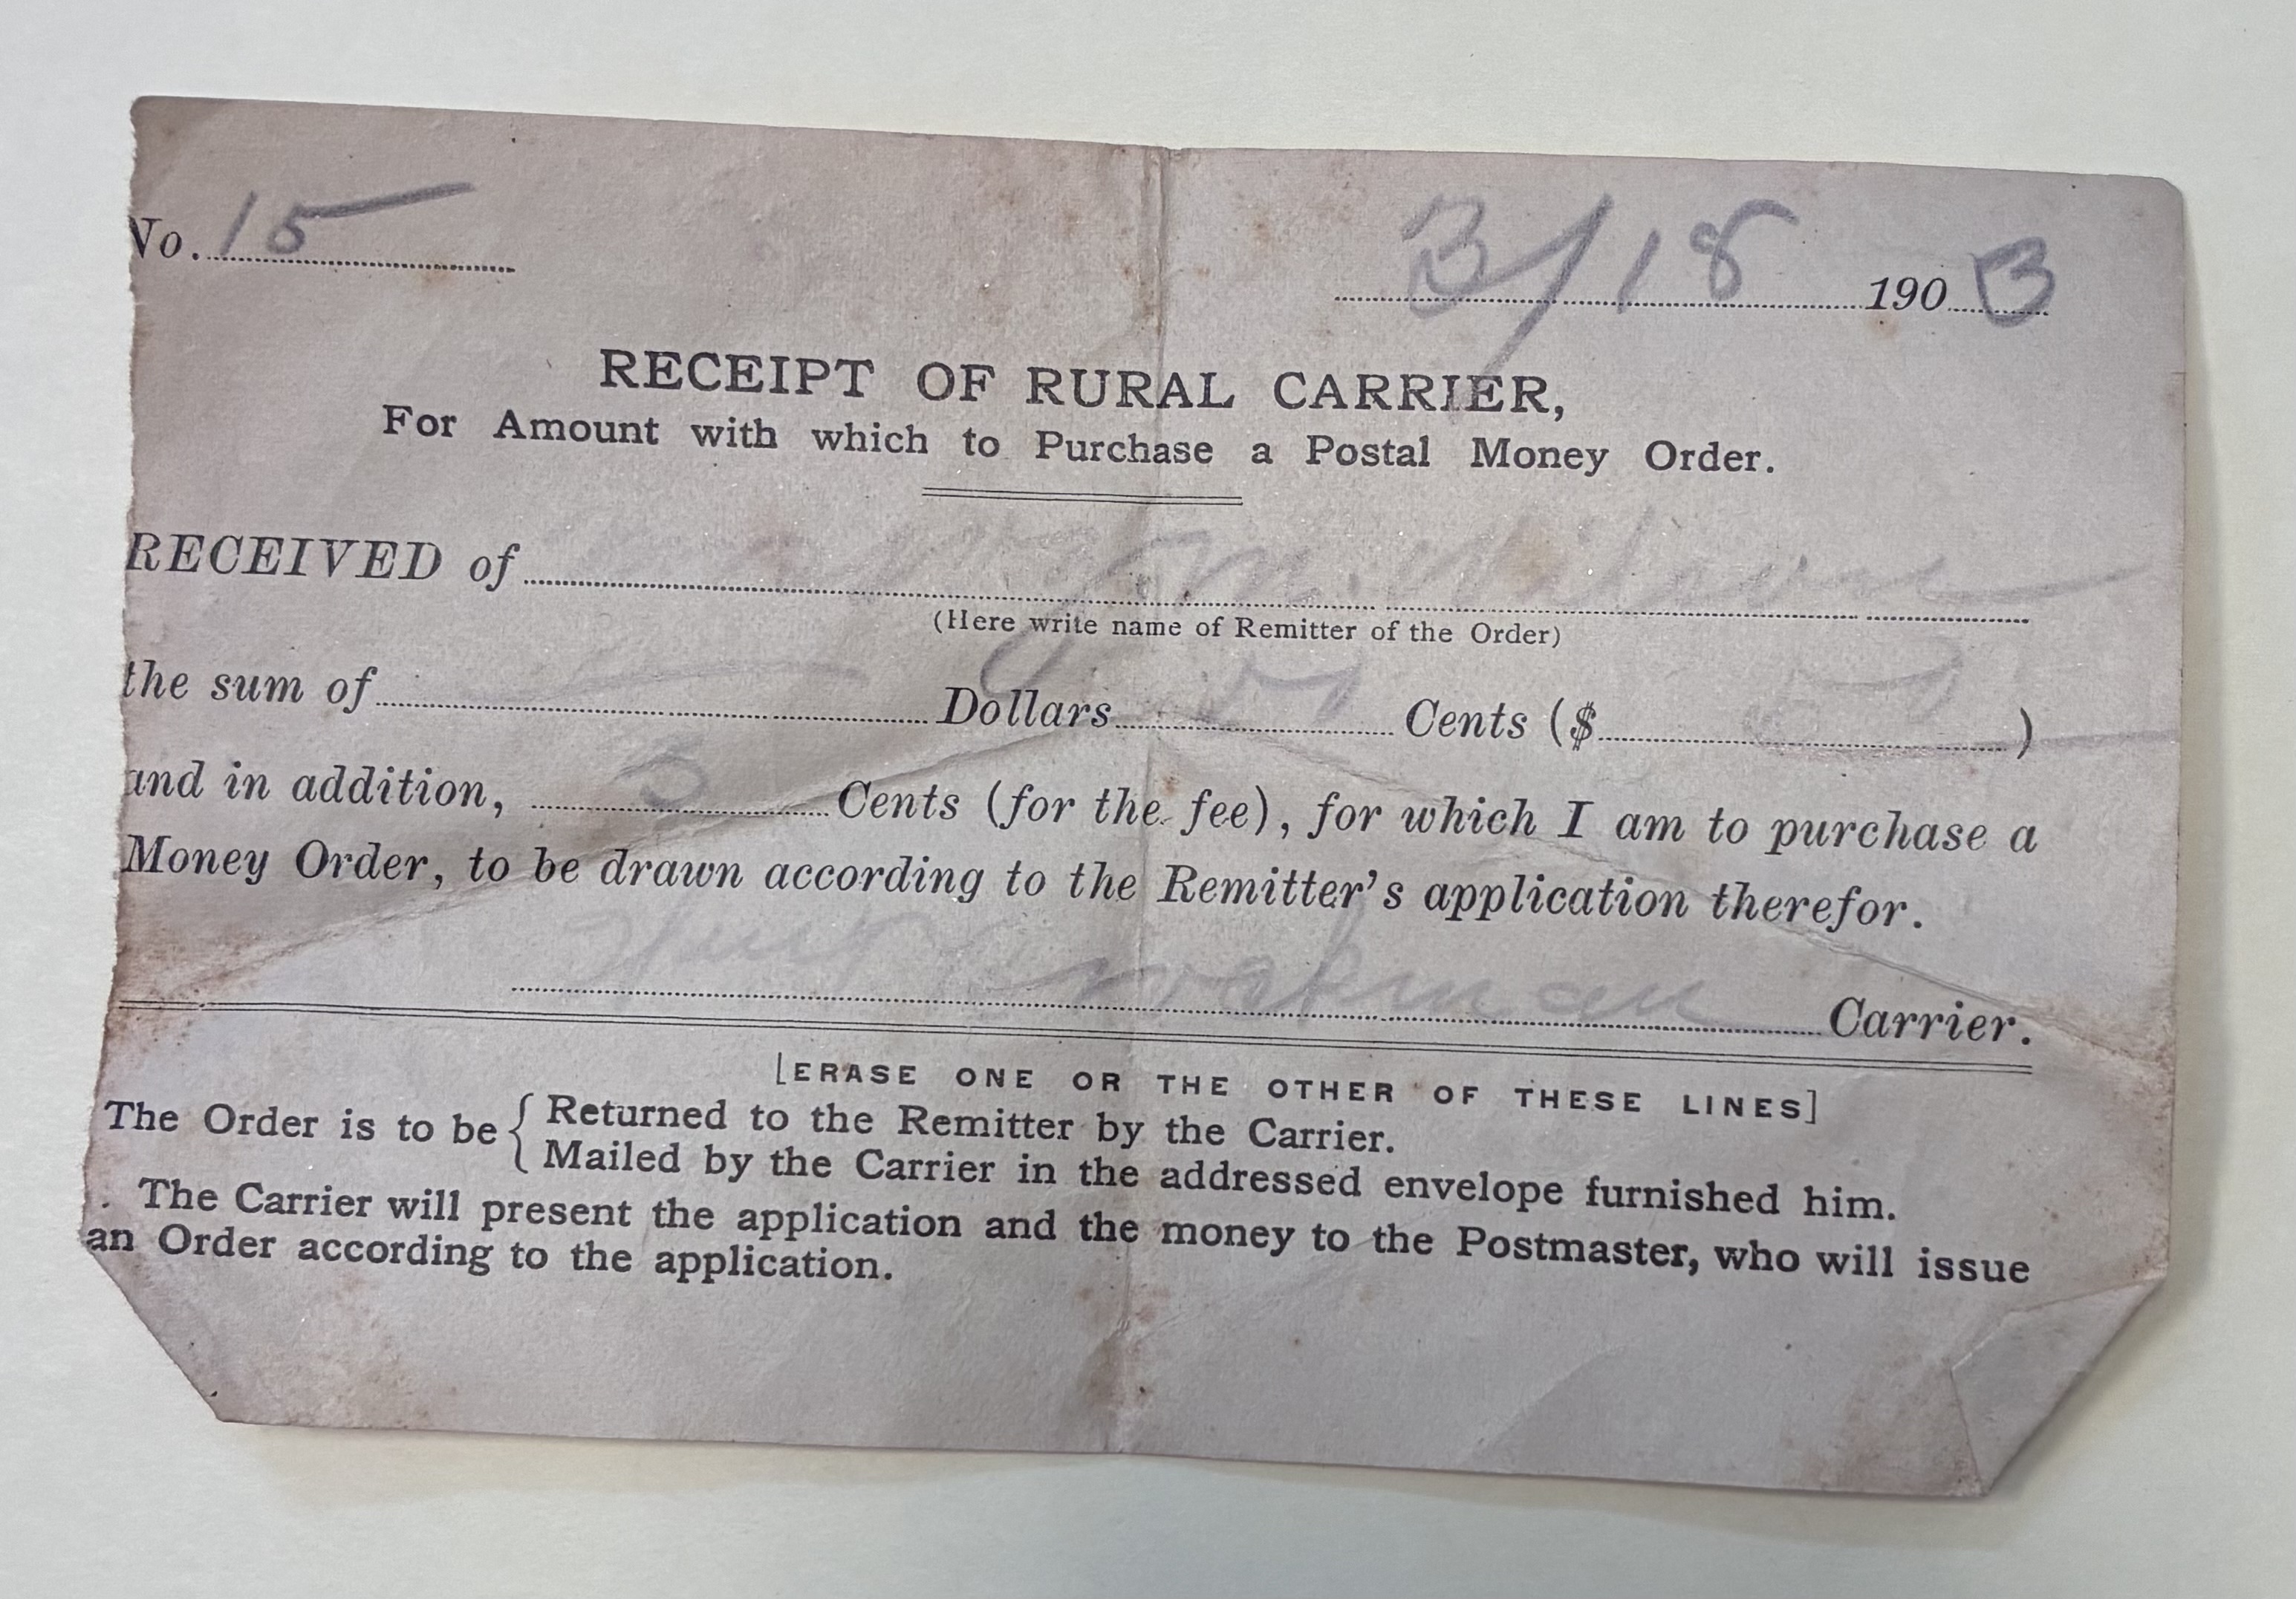 No. 15
3/18 1903
RECEIPT OF RURAL CARRIER,
For Amount with which to Purchase a Postal Money Order.
RECEIVED of
(Here write name of Remitter of the Order)
the sum of Dollars Cents ($ )
and in addition, 3 Cents (for the fee), for which I am to purchase a
Money Order, to be drawn according to the Remitter's application therefor.
Carrier.
[ERASE ONE OR THE OTHER OF THESE LINES]
The Order is to be { Returned to the Remitter by the Carrier.
Mailed by the Carrier in the addressed envelope furnished him.
. The Carrier will present the application and the money to the Postmaster, who will issue
an Order according to the application.